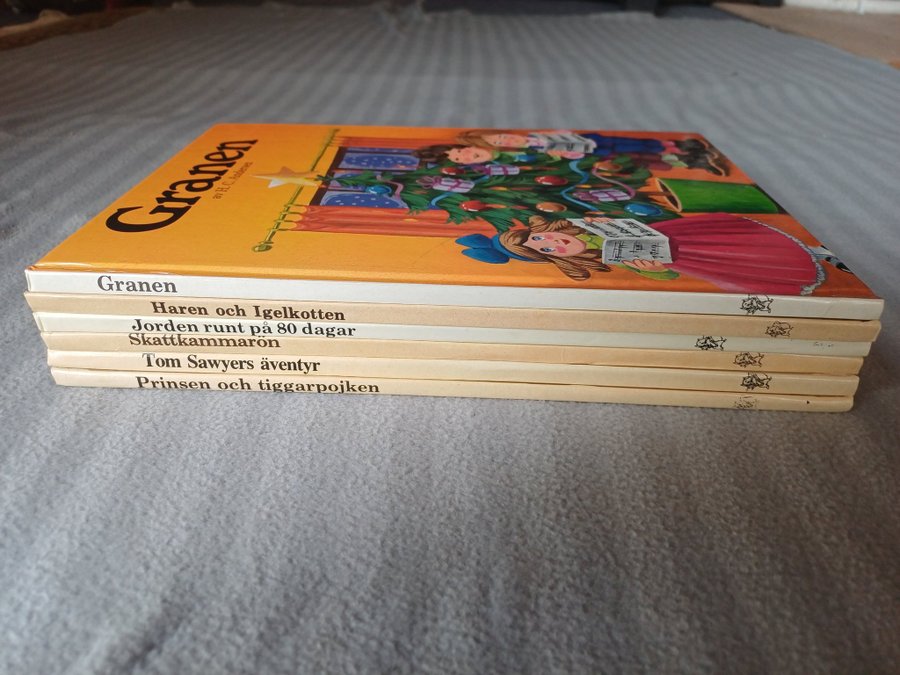 Granen
av H. C. Andersen
Granen
Haren och Igelkotten
Jorden runt på 80 dagar
Skattkammarön
Tom Sawyers äventyr
Prinsen och tiggarpojken